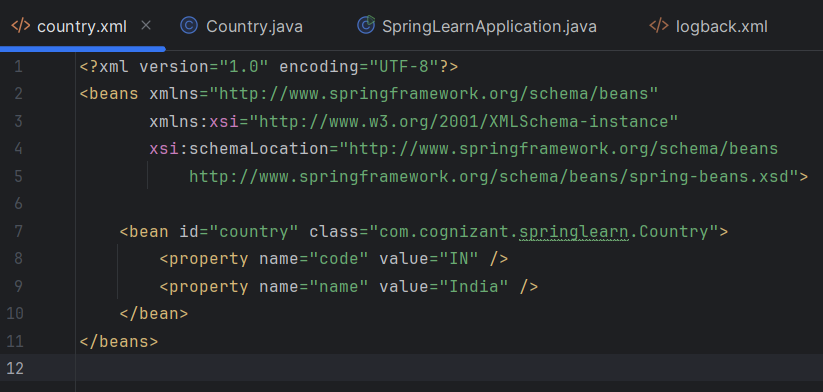 country.xml Country.java SpringLearnApplication.java logback.xml
1 <?xml version="1.0" encoding="UTF-8"?>
2 <beans xmlns="http://www.springframework.org/schema/beans"
3 xmlns:xsi="http://www.w3.org/2001/XMLSchema-instance"
4 xsi:schemaLocation="http://www.springframework.org/schema/beans
5 http://www.springframework.org/schema/beans/spring-beans.xsd">
6
7 <bean id="country" class="com.cognizant.springlearn.Country">
8 <property name="code" value="IN" />
9 <property name="name" value="India" />
10 </bean>
11 </beans>
12